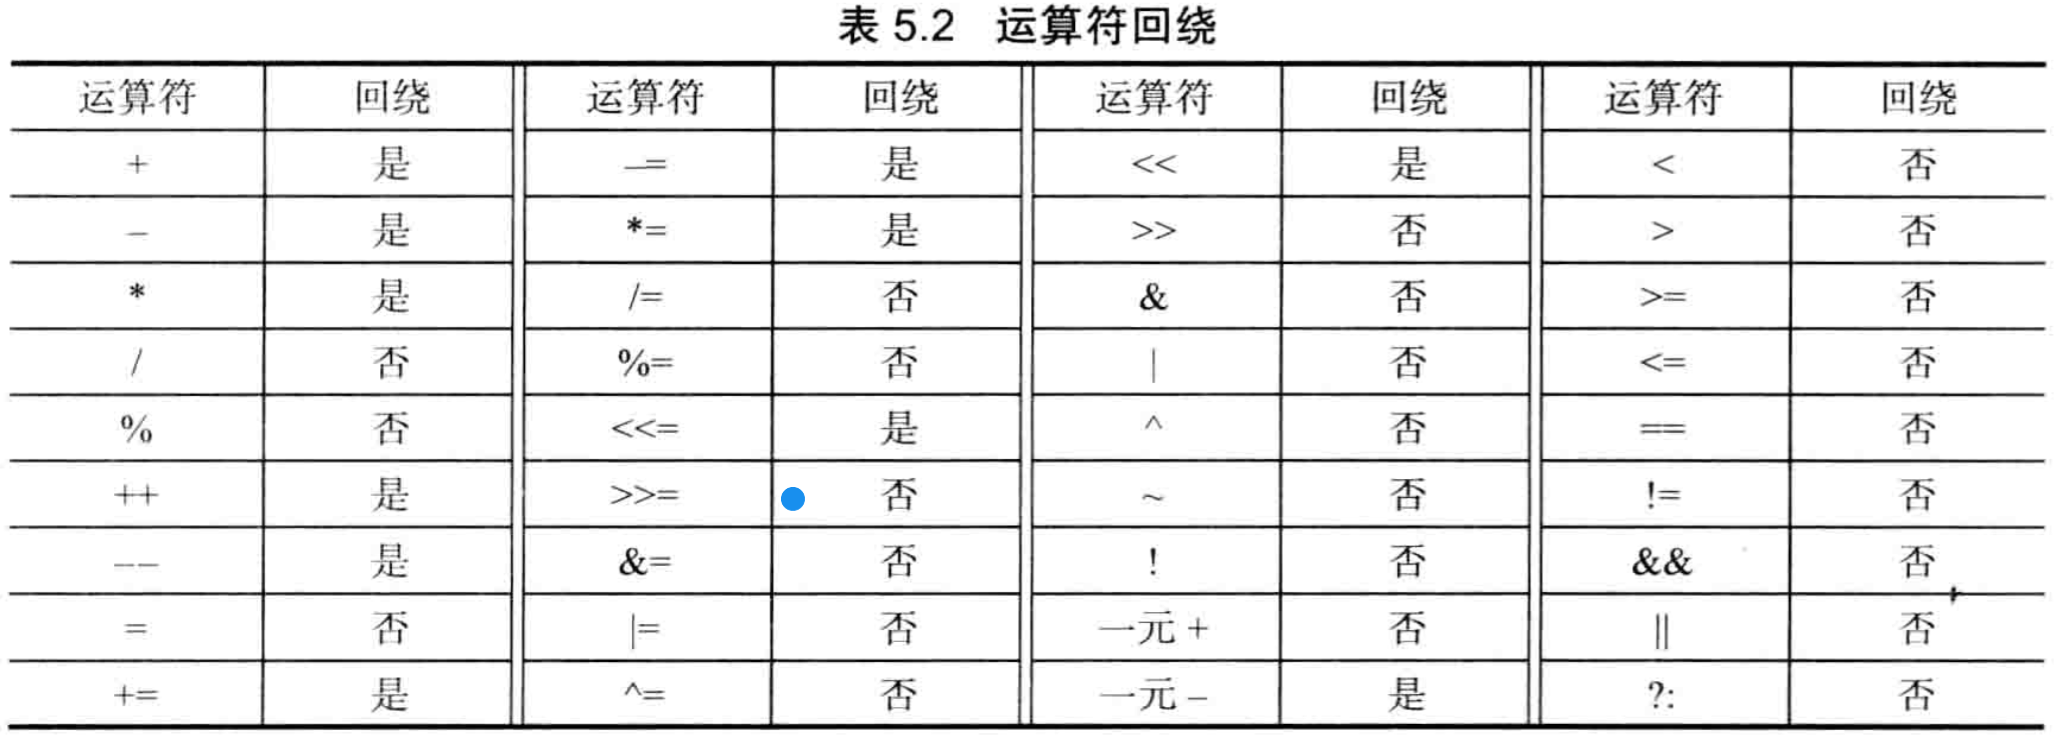 表 5.2 运算符回绕
运算符 回绕 运算符 回绕 运算符 回绕 运算符 回绕
+ 是 –= 是 << 是 < 否
– 是 *= 是 >> 否 > 否
* 是 /= 否 & 否 >= 否
/ 否 %= 否 | 否 <= 否
% 否 <<= 是 ^ 否 == 否
++ 是 >>= 否 ~ 否 != 否
-- 是 &= 否 ! 否 && 否
= 否 |= 否 一元 + 否 || 否
+= 是 ^= 否 一元 – 是 ?: 否